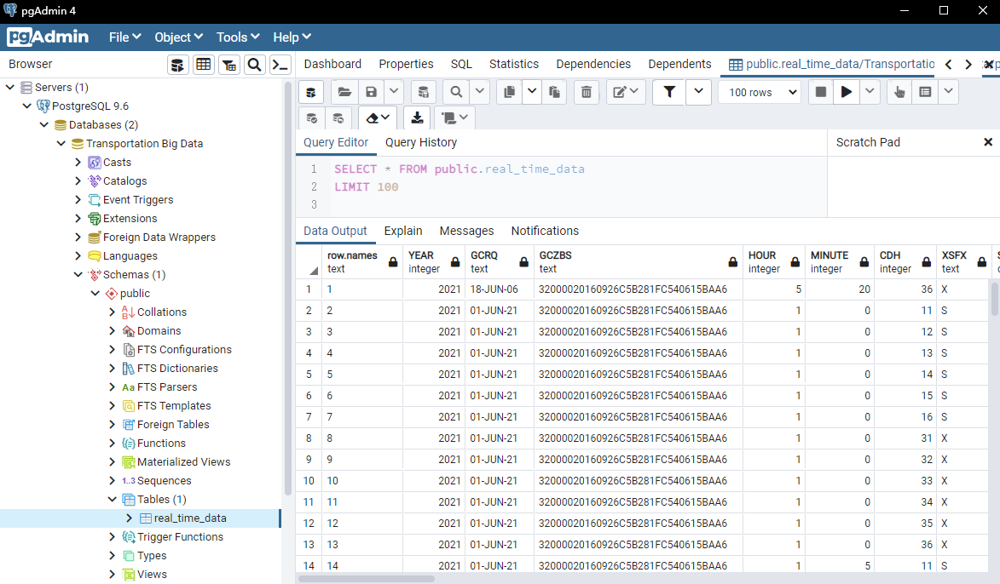 pgAdmin 4
pgAdmin File Object Tools Help
Browser
Servers (1)
PostgreSQL 9.6
Databases (2)
Transportation Big Data
Casts
Catalogs
Event Triggers
Extensions
Foreign Data Wrappers
Languages
Schemas (1)
public
Collations
Domains
FTS Configurations
FTS Dictionaries
Aa FTS Parsers
FTS Templates
Foreign Tables
Functions
Materialized Views
1..3 Sequences
Tables (1)
real_time_data
Trigger Functions
Types
Views
Dashboard Properties SQL Statistics Dependencies Dependents public.real_time_data/Transportatio
100 rows
Query Editor Query History Scratch Pad
1 SELECT * FROM public.real_time_data
2 LIMIT 100
3
Data Output Explain Messages Notifications
row.names YEAR GCRQ GCZBS HOUR MINUTE CDH XSFX
text integer text text integer integer integer text
1 1 2021 18-JUN-06 32000020160926C5B281FC540615BAA6 5 20 36 X
2 2 2021 01-JUN-21 32000020160926C5B281FC540615BAA6 1 0 11 S
3 3 2021 01-JUN-21 32000020160926C5B281FC540615BAA6 1 0 12 S
4 4 2021 01-JUN-21 32000020160926C5B281FC540615BAA6 1 0 13 S
5 5 2021 01-JUN-21 32000020160926C5B281FC540615BAA6 1 0 14 S
6 6 2021 01-JUN-21 32000020160926C5B281FC540615BAA6 1 0 15 S
7 7 2021 01-JUN-21 32000020160926C5B281FC540615BAA6 1 0 16 S
8 8 2021 01-JUN-21 32000020160926C5B281FC540615BAA6 1 0 31 X
9 9 2021 01-JUN-21 32000020160926C5B281FC540615BAA6 1 0 32 X
10 10 2021 01-JUN-21 32000020160926C5B281FC540615BAA6 1 0 33 X
11 11 2021 01-JUN-21 32000020160926C5B281FC540615BAA6 1 0 34 X
12 12 2021 01-JUN-21 32000020160926C5B281FC540615BAA6 1 0 35 X
13 13 2021 01-JUN-21 32000020160926C5B281FC540615BAA6 1 0 36 X
14 14 2021 01-JUN-21 32000020160926C5B281FC540615BAA6 1 5 11 S